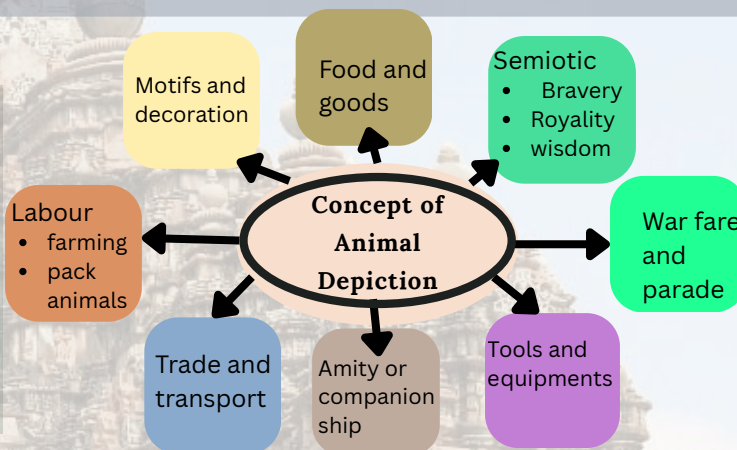 Motifs and
decoration
Food and
goods
Semiotic
• Bravery
• Royality
• wisdom
Labour
• farming
• pack
animals
Concept of
Animal
Depiction
War fare
and
parade
Trade and
transport
Amity or
companion
ship
Tools and
equipments